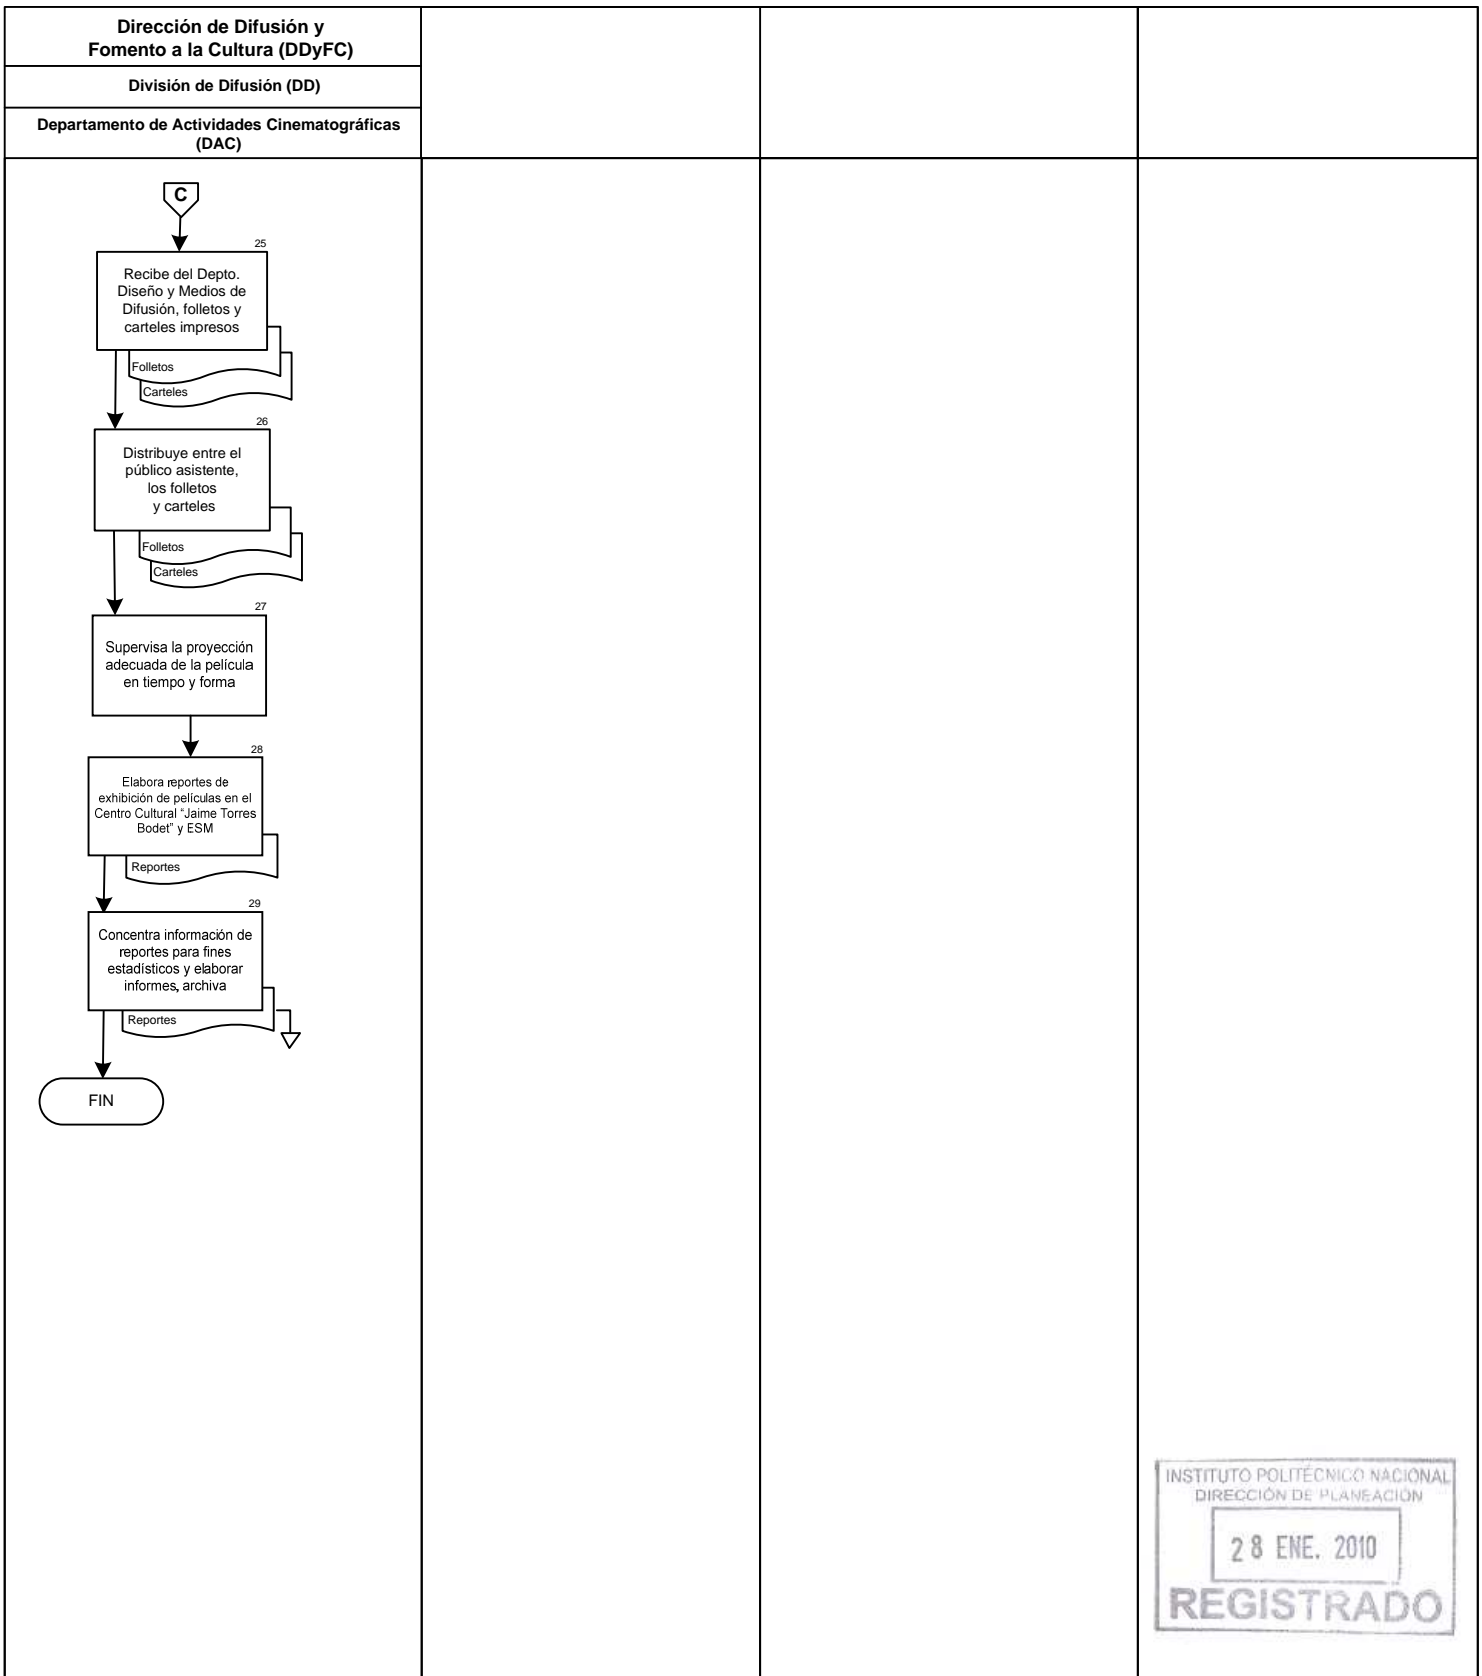 Dirección de Difusión y
Fomento a la Cultura (DDyFC)
División de Difusión (DD)
Departamento de Actividades Cinematográficas
(DAC)
C
25
Recibe del Depto.
Diseño y Medios de
Difusión, folletos y
carteles impresos
Folletos
Carteles
26
Distribuye entre el
público asistente,
los folletos
y carteles
Folletos
Carteles
27
Supervisa la proyección
adecuada de la película
en tiempo y forma
28
Elabora reportes de
exhibición de películas en el
Centro Cultural “Jaime Torres
Bodet” y ESM
Reportes
29
Concentra información de
reportes para fines
estadísticos y elaborar
informes, archiva
Reportes
FIN
INSTITUTO POLITÉCNICO NACIONAL
DIRECCIÓN DE PLANEACIÓN
28 ENE. 2010
REGISTRADO